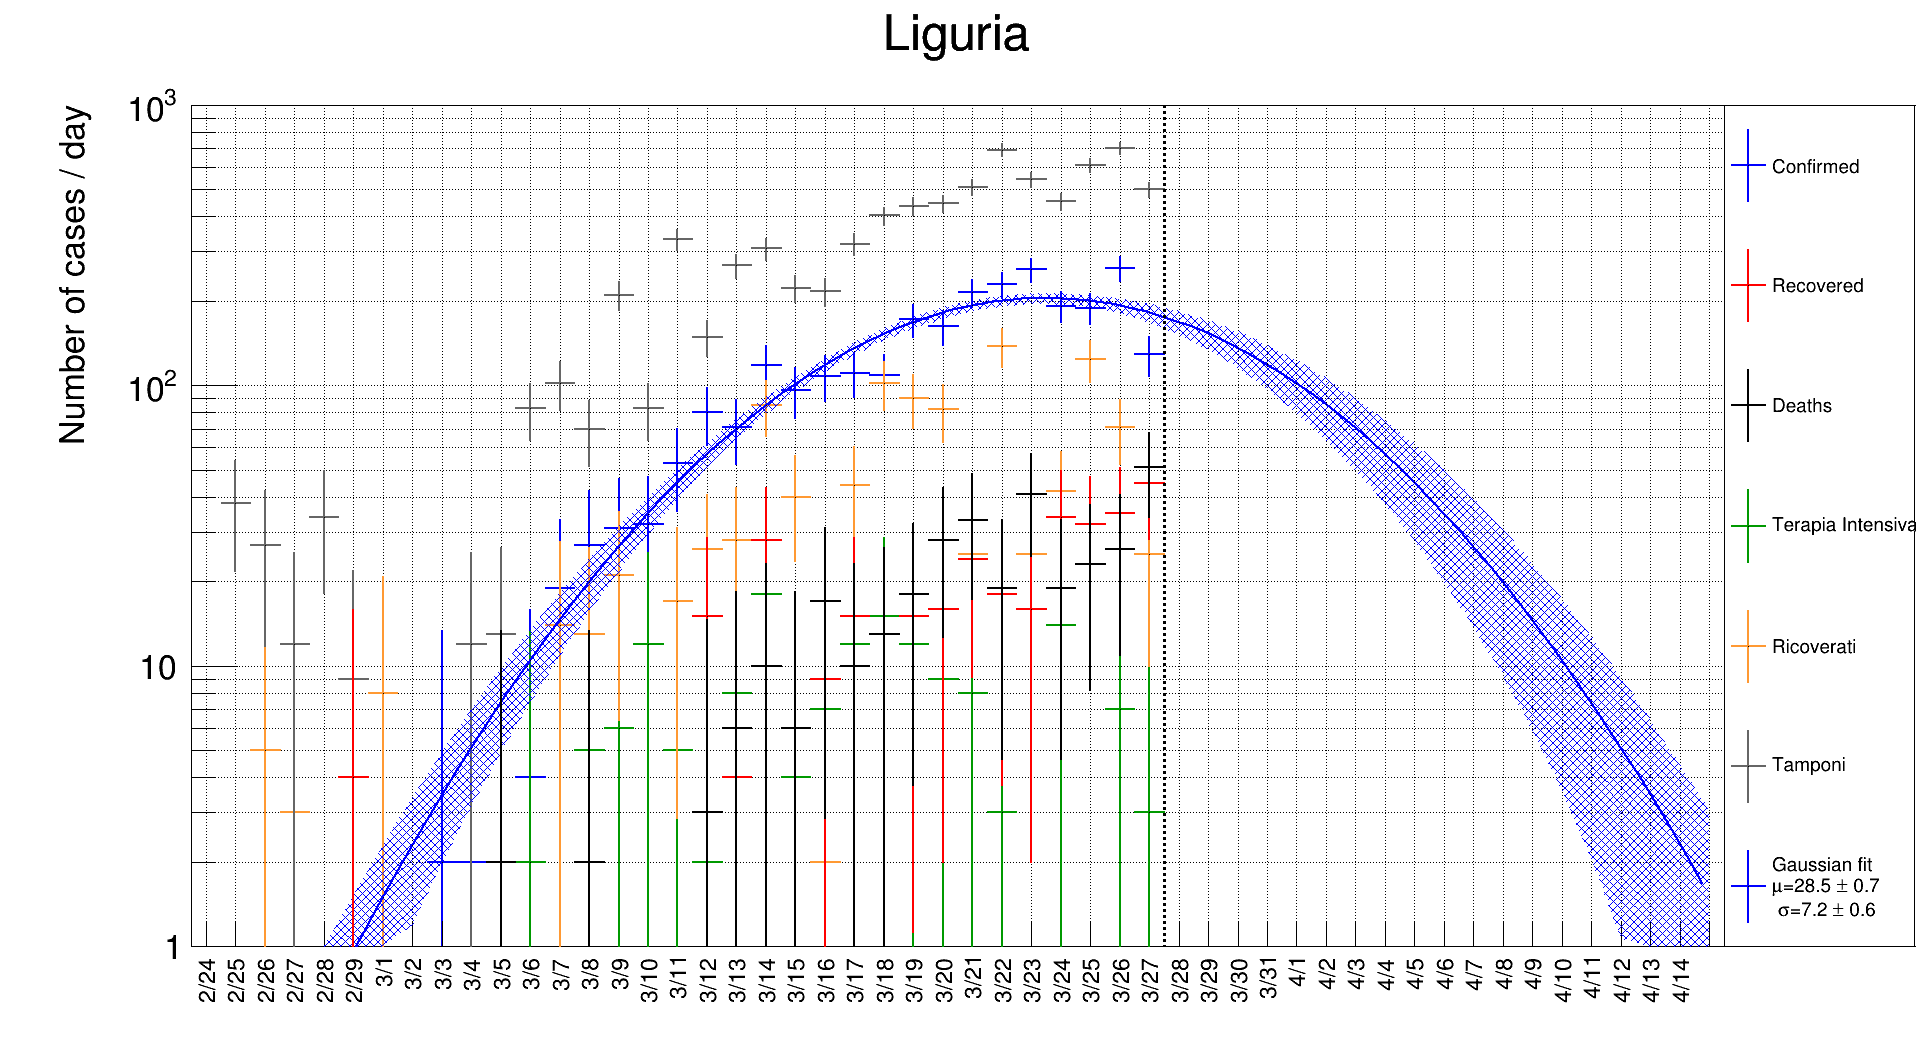 Liguria
Number of cases / day
10³
10²
10
1
2/24 2/25 2/26 2/27 2/28 2/29 3/1 3/2 3/3 3/4 3/5 3/6 3/7 3/8 3/9 3/10 3/11 3/12 3/13 3/14 3/15 3/16 3/17 3/18 3/19 3/20 3/21 3/22 3/23 3/24 3/25 3/26 3/27 3/28 3/29 3/30 3/31 4/1 4/2 4/3 4/4 4/5 4/6 4/7 4/8 4/9 4/10 4/11 4/12 4/13 4/14
Confirmed
Recovered
Deaths
Terapia Intensiva
Ricoverati
Tamponi
Gaussian fit
μ=28.5 ± 0.7
σ=7.2 ± 0.6